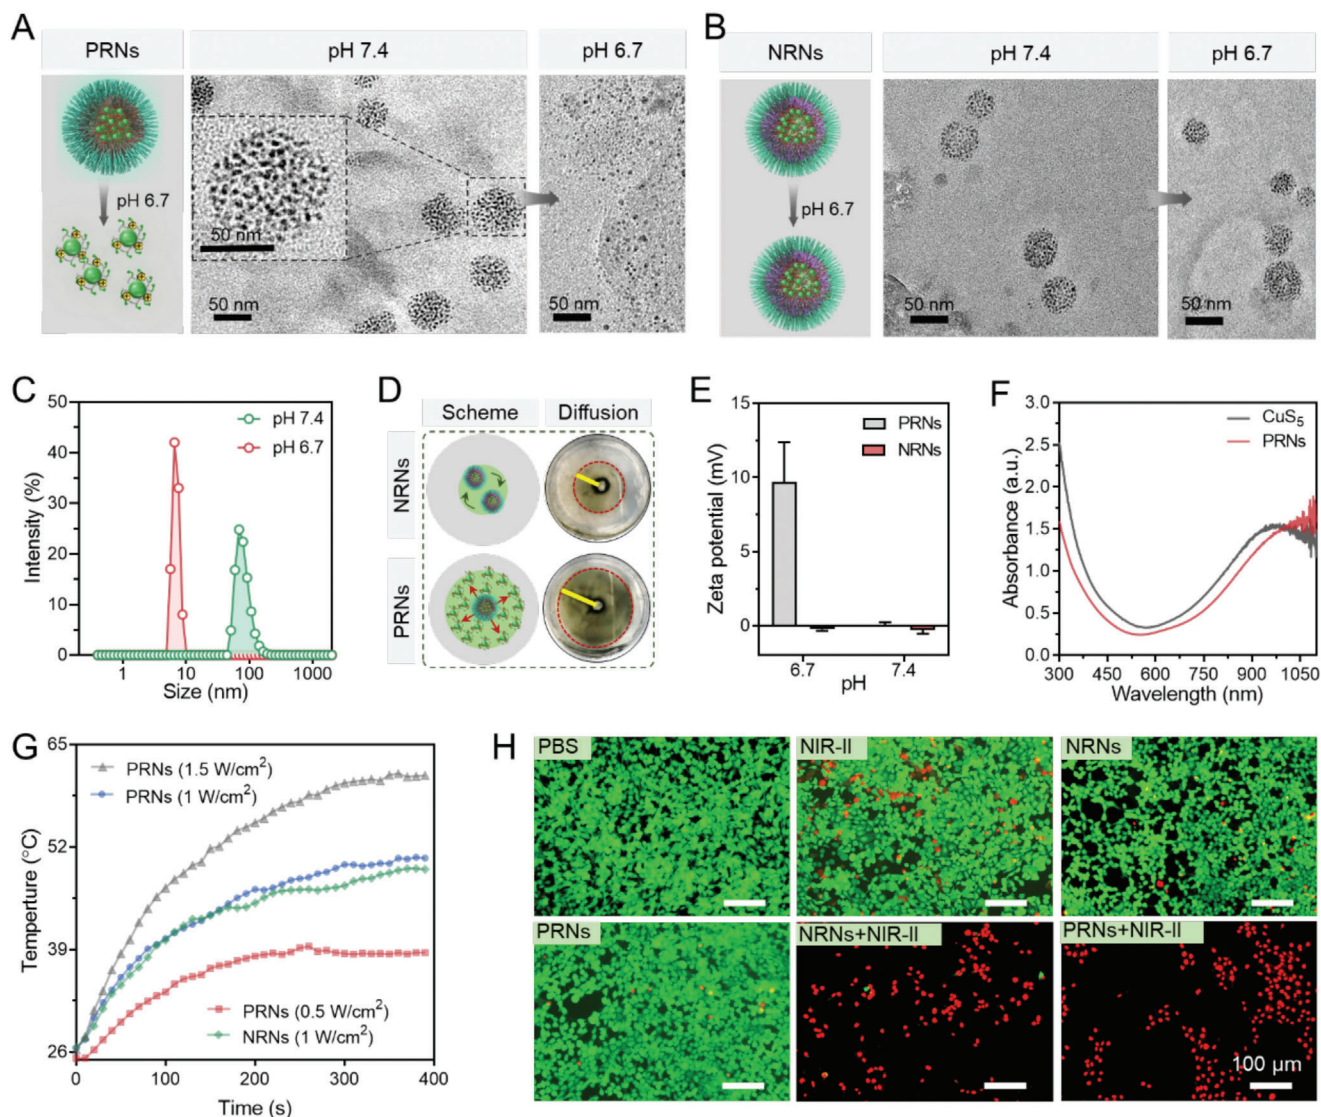 A
PRNs
pH 7.4
pH 6.7
pH 6.7
50 nm
50 nm
50 nm
B
NRNs
pH 7.4
pH 6.7
pH 6.7
50 nm
50 nm
C
50
40
30
20
10
0
Intensity (%)
pH 7.4
pH 6.7
1
10
100
1000
Size (nm)
D
Scheme
Diffusion
NRNs
PRNs
E
15
10
5
0
Zeta potential (mV)
PRNs
NRNs
6.7
7.4
pH
F
3.0
2.5
2.0
1.5
1.0
0.5
0.0
Absorbance (a.u.)
CuS₅
PRNs
300
450
600
750
900
1050
Wavelength (nm)
G
65
52
39
26
Temperture (°C)
PRNs (1.5 W/cm²)
PRNs (1 W/cm²)
PRNs (0.5 W/cm²)
NRNs (1 W/cm²)
0
100
200
300
400
Time (s)
H
PBS
NIR-II
NRNs
PRNs
NRNs+NIR-II
PRNs+NIR-II
100 µm